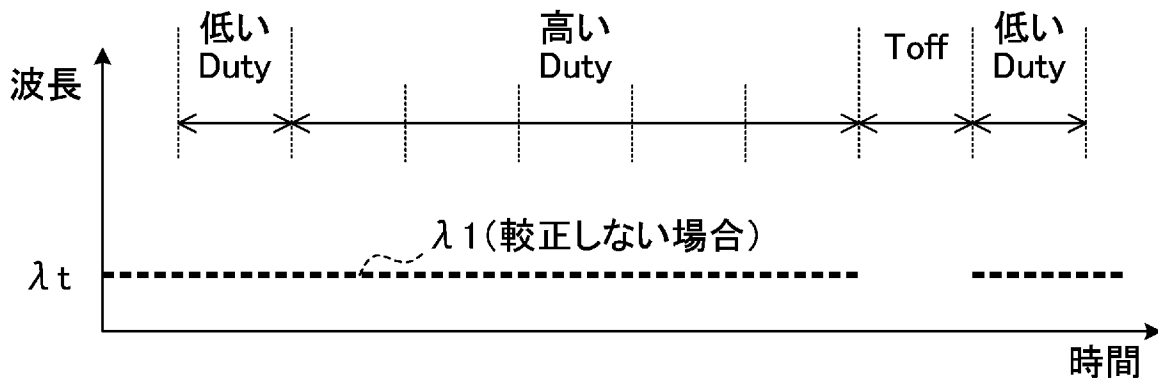 低い
Duty
高い
Duty
Toff
低い
Duty
波長
λ1(較正しない場合)
λt
時間